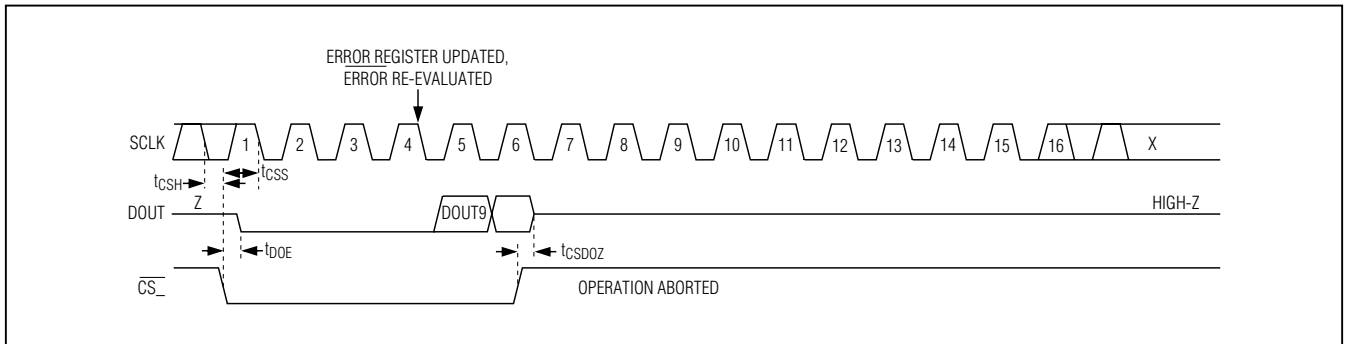 ERROR REGISTER UPDATED,
ERROR RE-EVALUATED
SCLK 1 2 3 4 5 6 7 8 9 10 11 12 13 14 15 16 X
tCSH tCSS
DOUT Z DOUT9 HIGH-Z
tDOE tCSDOZ
CS_ OPERATION ABORTED